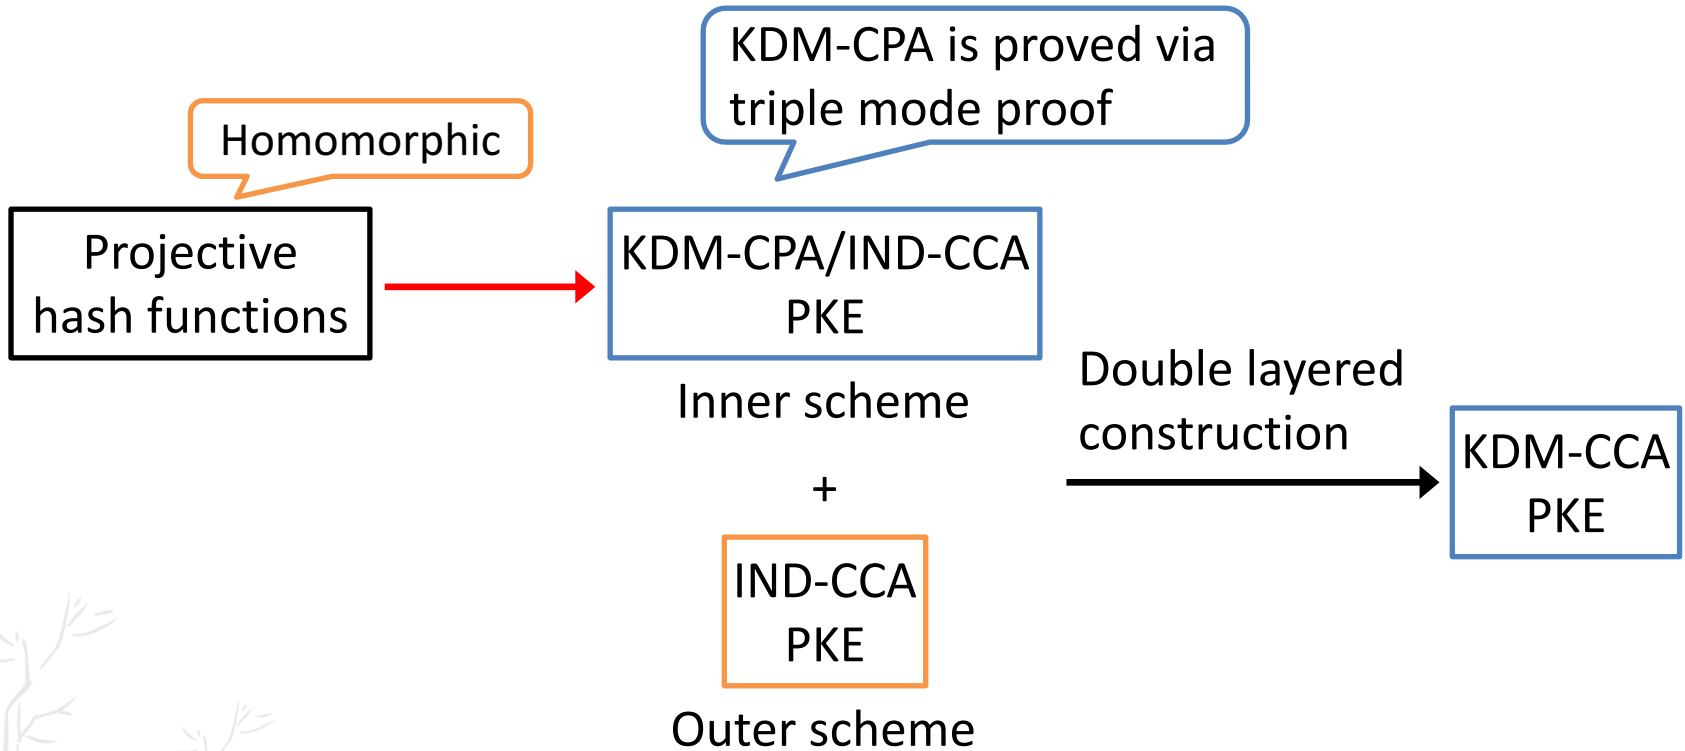 KDM-CPA is proved via
triple mode proof
Homomorphic
Projective
hash functions
KDM-CPA/IND-CCA
PKE
Inner scheme
+
IND-CCA
PKE
Outer scheme
Double layered
construction
KDM-CCA
PKE